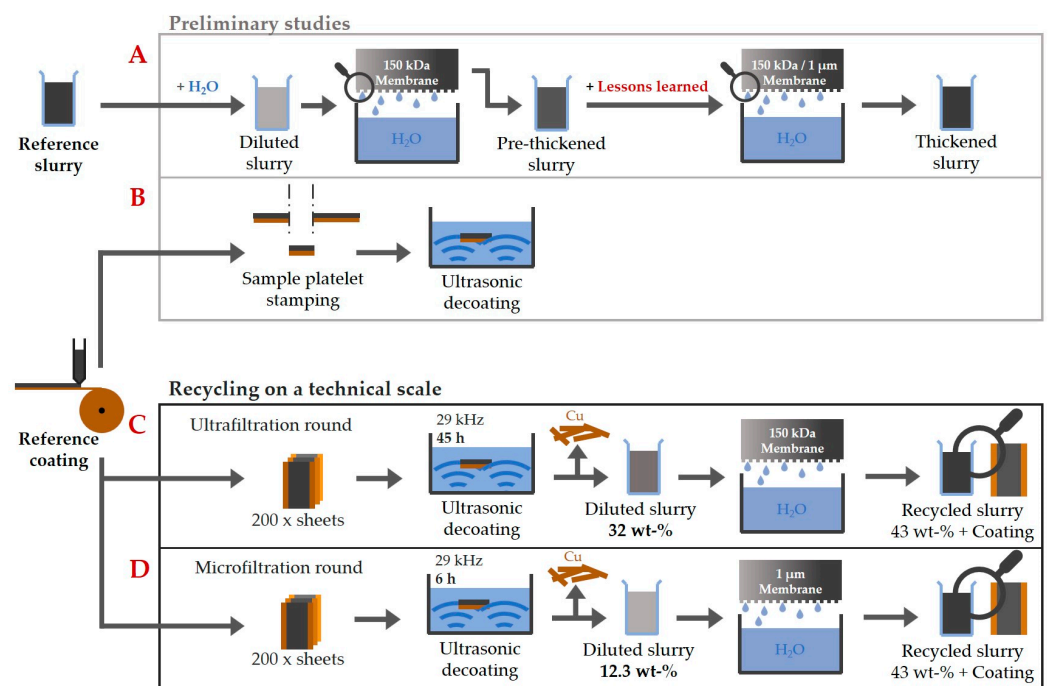 Preliminary studies
A
Reference
slurry
+ H₂O
Diluted
slurry
150 kDa
Membrane
H₂O
Pre-thickened
slurry
+ Lessons learned
150 kDa / 1 µm
Membrane
H₂O
Thickened
slurry
B
Sample platelet
stamping
Ultrasonic
decoating
Reference
coating
Recycling on a technical scale
C
Ultrafiltration round
200 x sheets
29 kHz
45 h
Ultrasonic
decoating
Cu
Diluted slurry
32 wt-%
150 kDa
Membrane
H₂O
Recycled slurry
43 wt-% + Coating
D
Microfiltration round
200 x sheets
29 kHz
6 h
Ultrasonic
decoating
Cu
Diluted slurry
12.3 wt-%
1 µm
Membrane
H₂O
Recycled slurry
43 wt-% + Coating